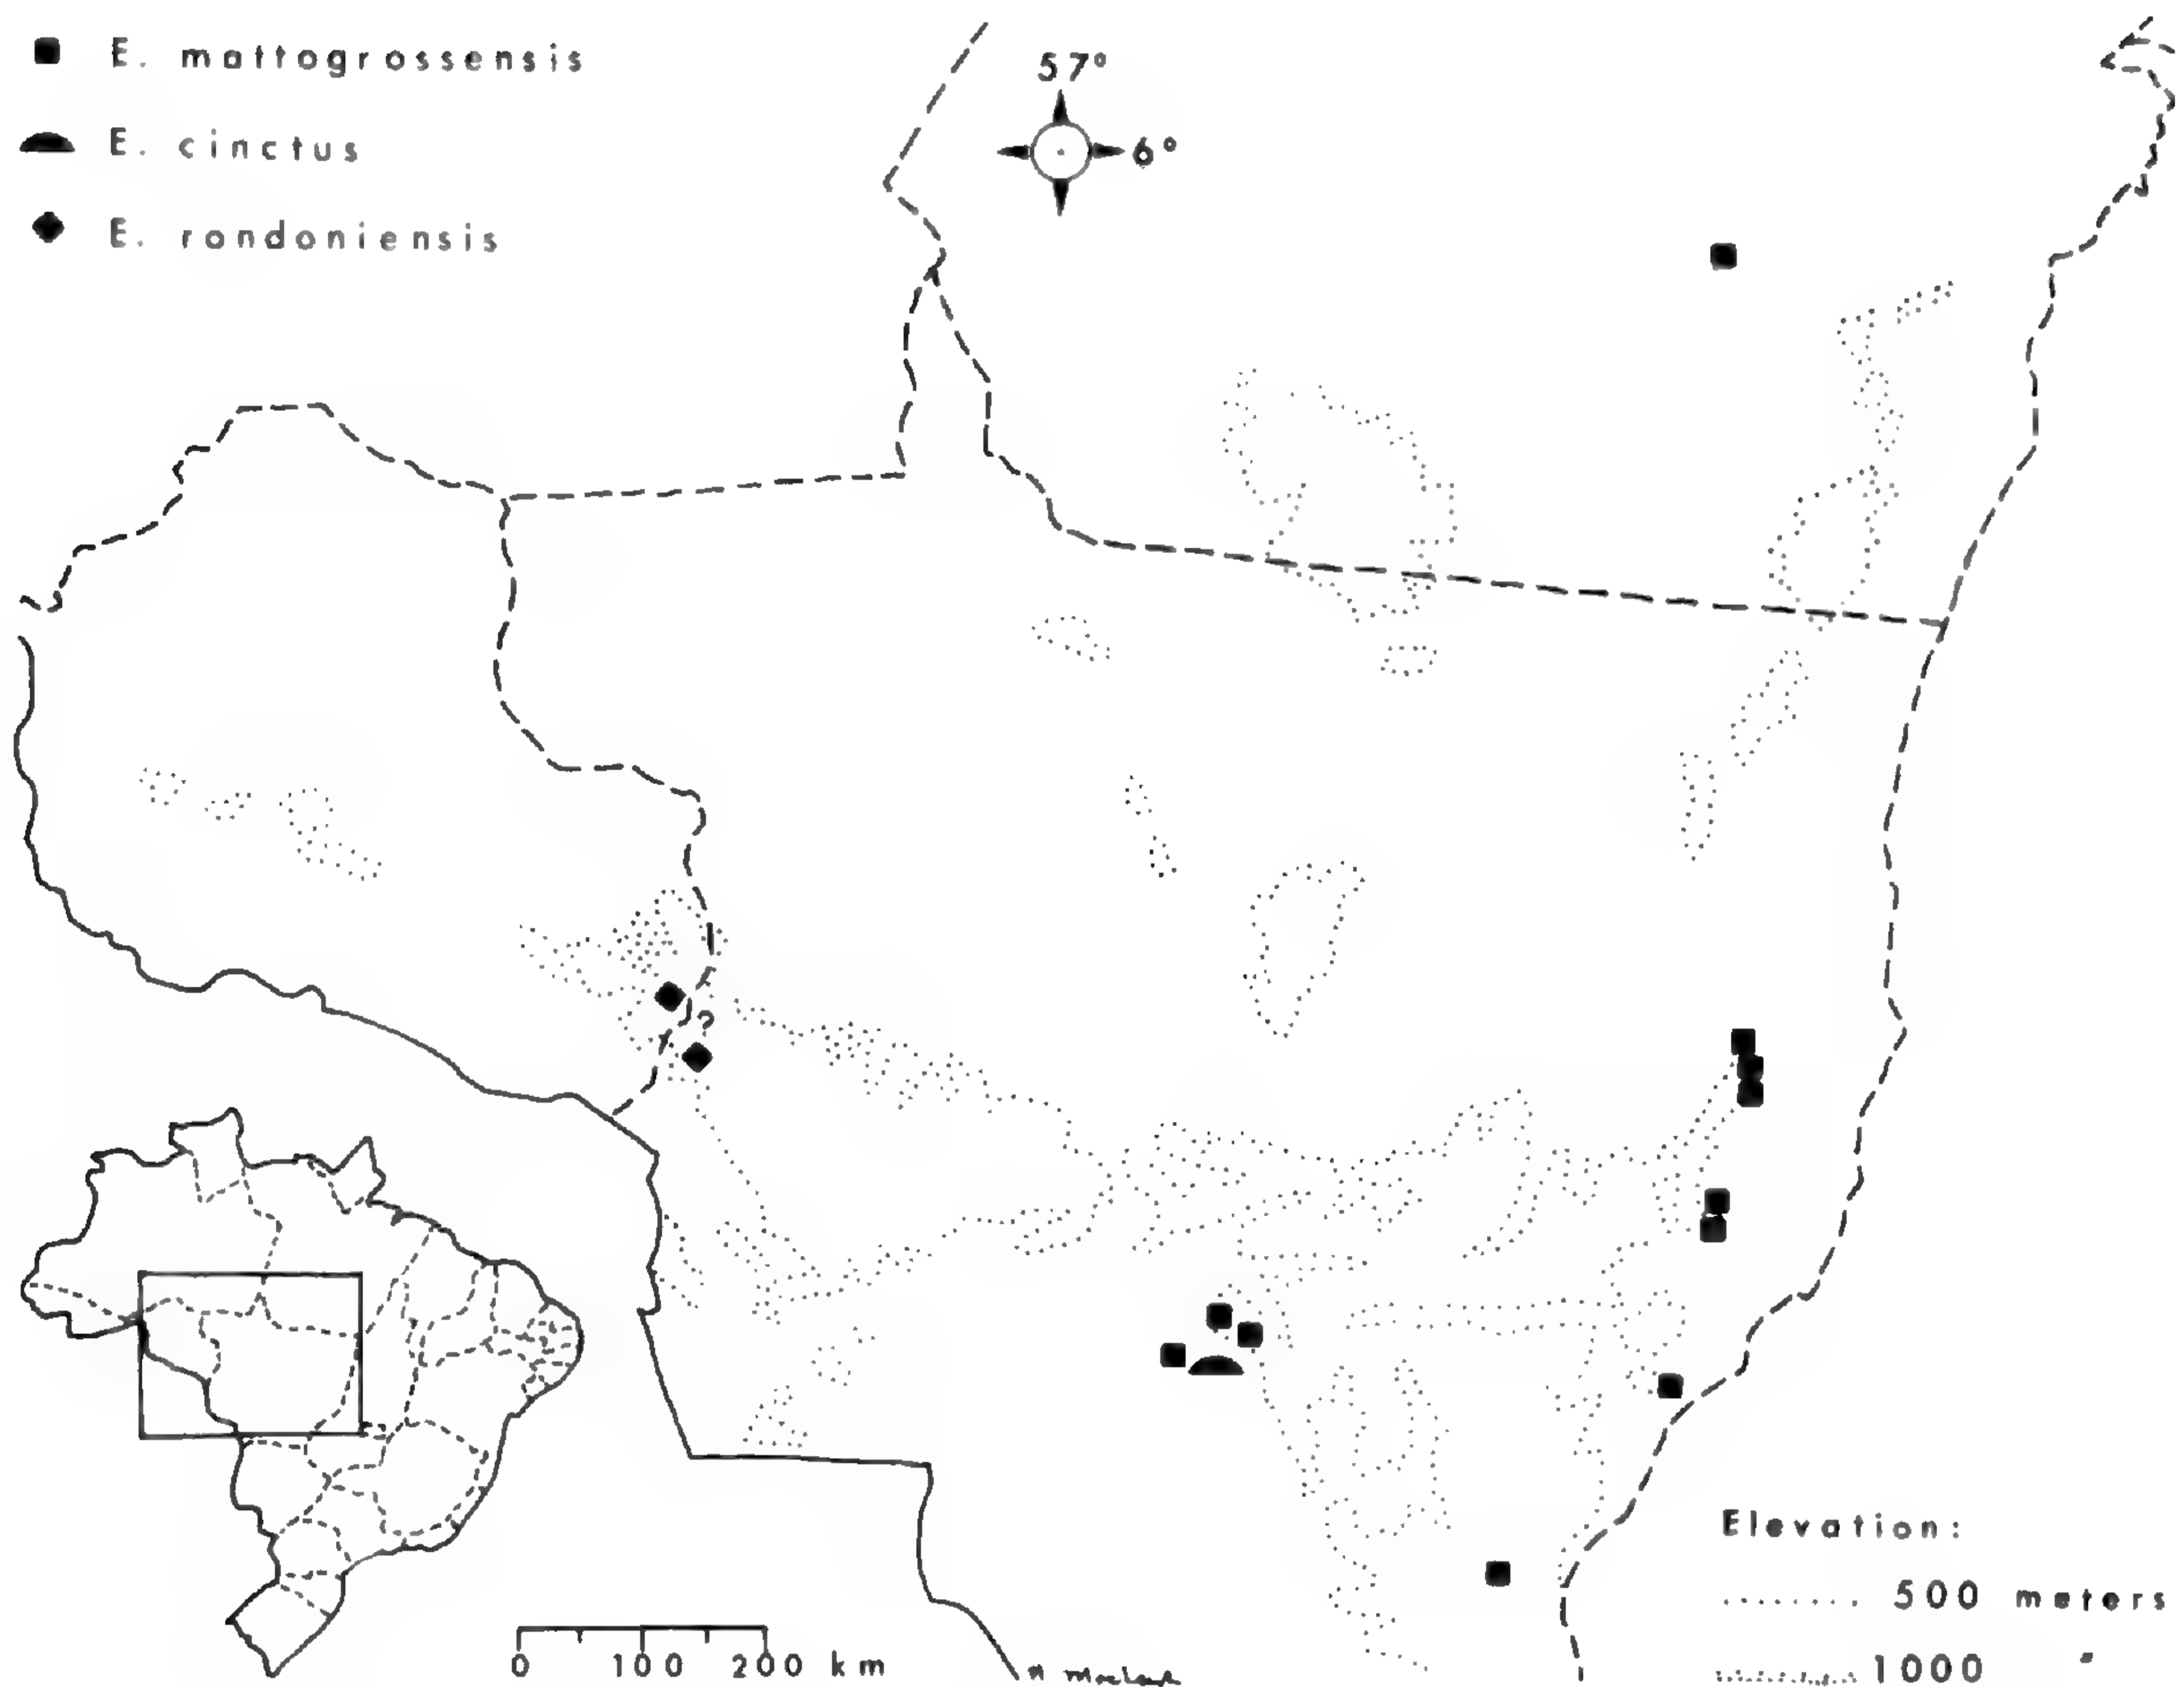 E. mattogrossensis
E. cinctus
E. rondoniensis
57°
6°
?
Elevation:
500 meters
1000 "
0 100 200 km